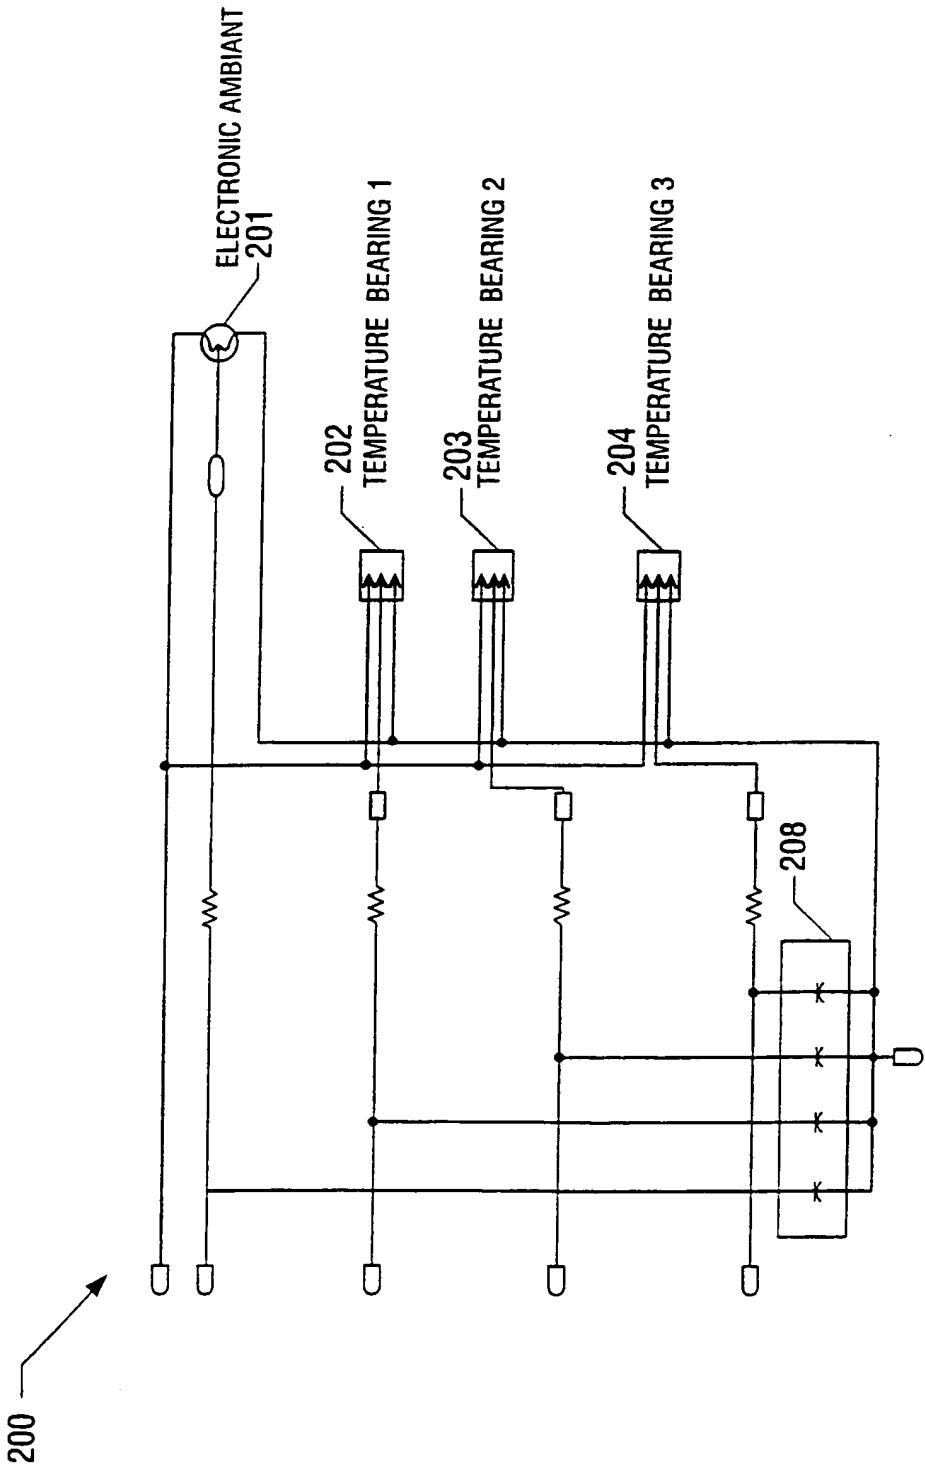 ELECTRONIC AMBIANT
201
202
TEMPERATURE BEARING 1
203
TEMPERATURE BEARING 2
204
TEMPERATURE BEARING 3
208
200